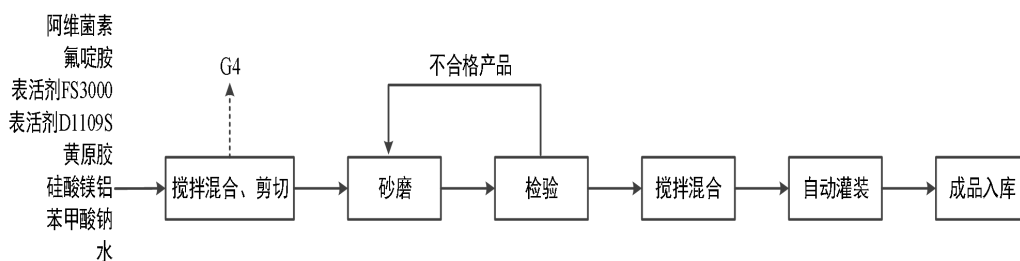 阿维菌素
氟啶胺
表活剂FS3000
表活剂D1109S
黄原胶
硅酸镁铝
苯甲酸钠
水
G4
不合格产品
搅拌混合、剪切
砂磨
检验
搅拌混合
自动灌装
成品入库